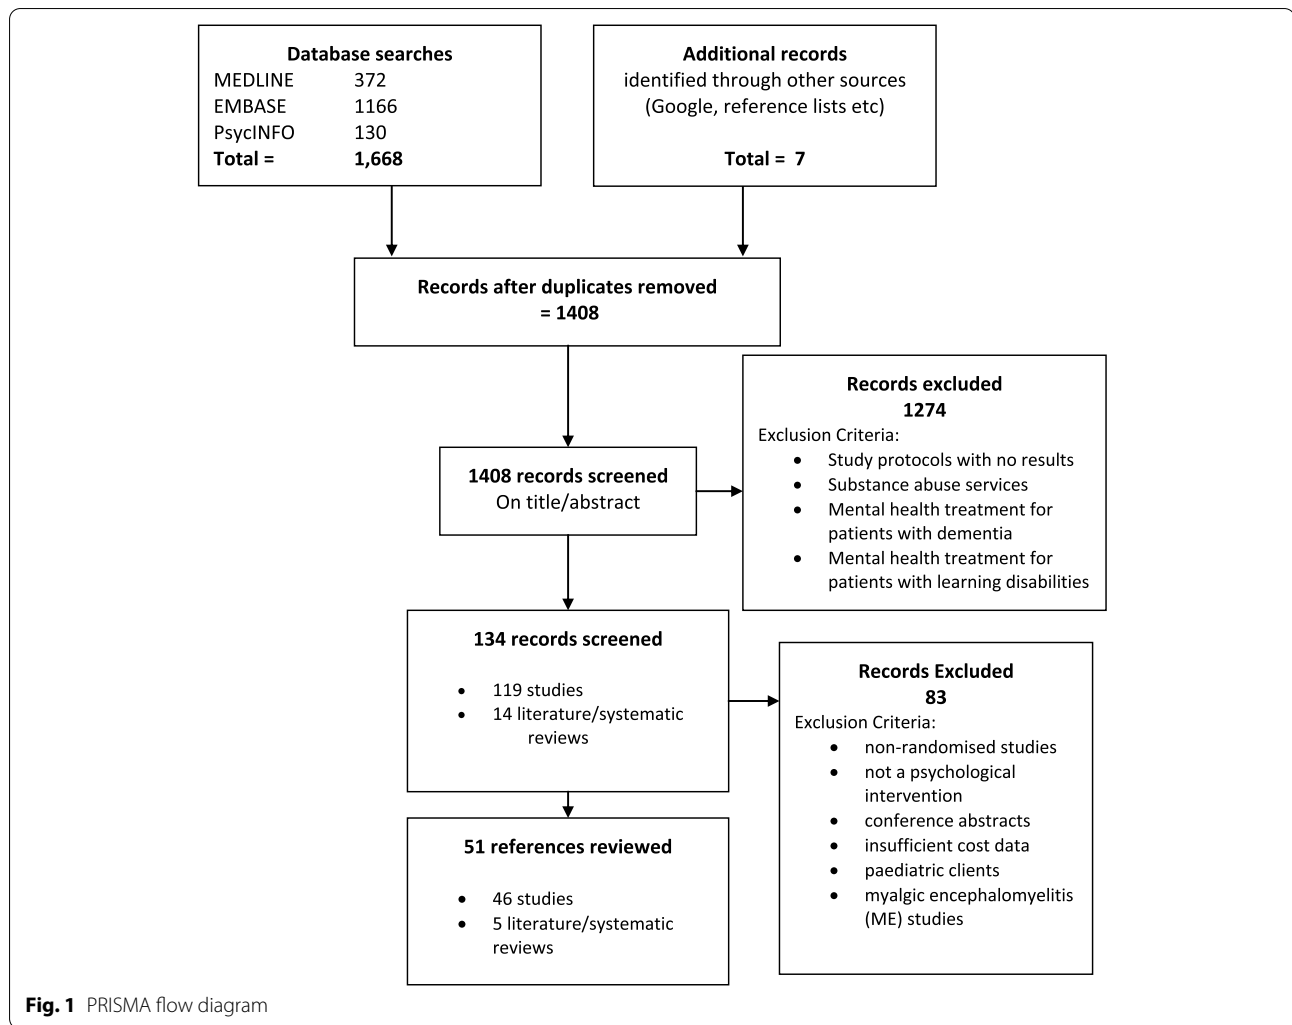 Database searches
MEDLINE 372
EMBASE 1166
PsycINFO 130
Total = 1,668
Additional records
identified through other sources
(Google, reference lists etc)
Total = 7
Records after duplicates removed
= 1408
Records excluded
1274
Exclusion Criteria:
• Study protocols with no results
• Substance abuse services
• Mental health treatment for
patients with dementia
• Mental health treatment for
patients with learning disabilities
1408 records screened
On title/abstract
134 records screened
• 119 studies
• 14 literature/systematic
reviews
Records Excluded
83
Exclusion Criteria:
• non-randomised studies
• not a psychological
intervention
• conference abstracts
• insufficient cost data
• paediatric clients
• myalgic encephalomyelitis
(ME) studies
51 references reviewed
• 46 studies
• 5 literature/systematic
reviews
Fig. 1 PRISMA flow diagram